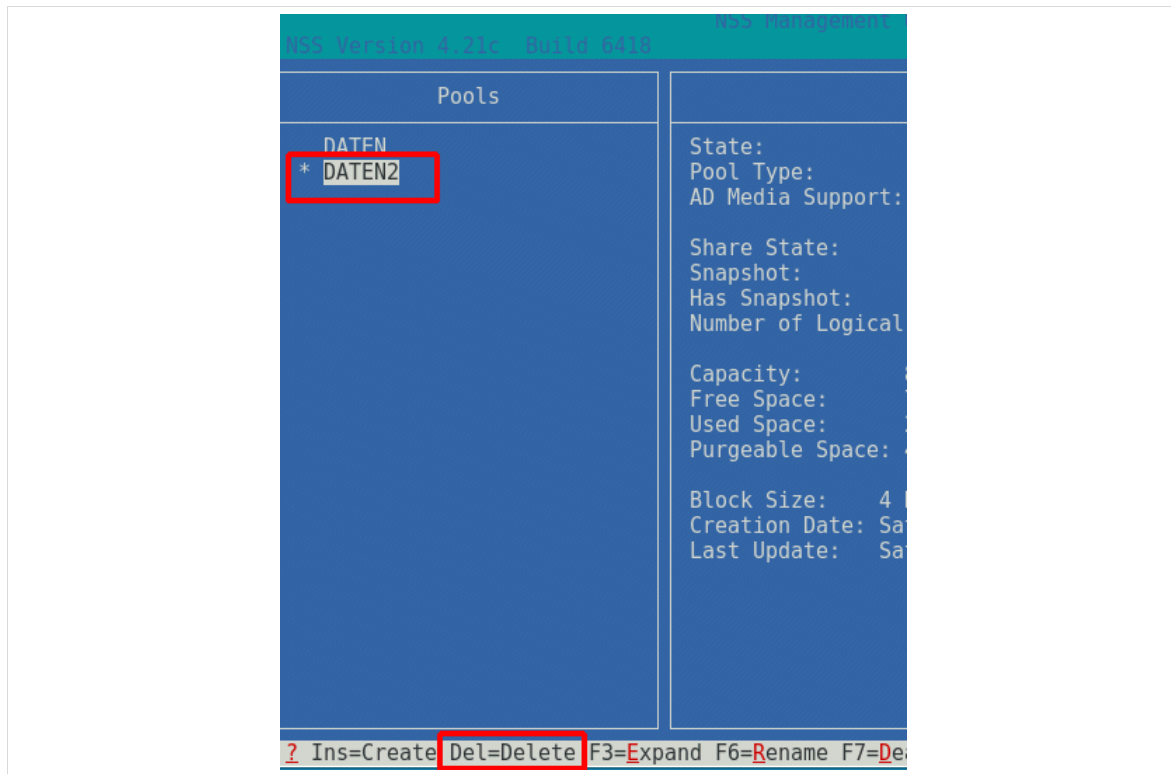 NSS Management
NSS Version 4.21c Build 6418
Pools
DATEN
* DATEN2
State:
Pool Type:
AD Media Support:
Share State:
Snapshot:
Has Snapshot:
Number of Logical
Capacity:
Free Space:
Used Space:
Purgeable Space:
Block Size: 4
Creation Date: Sa
Last Update: Sa
? Ins=Create Del=Delete F3=Expand F6=Rename F7=Dea